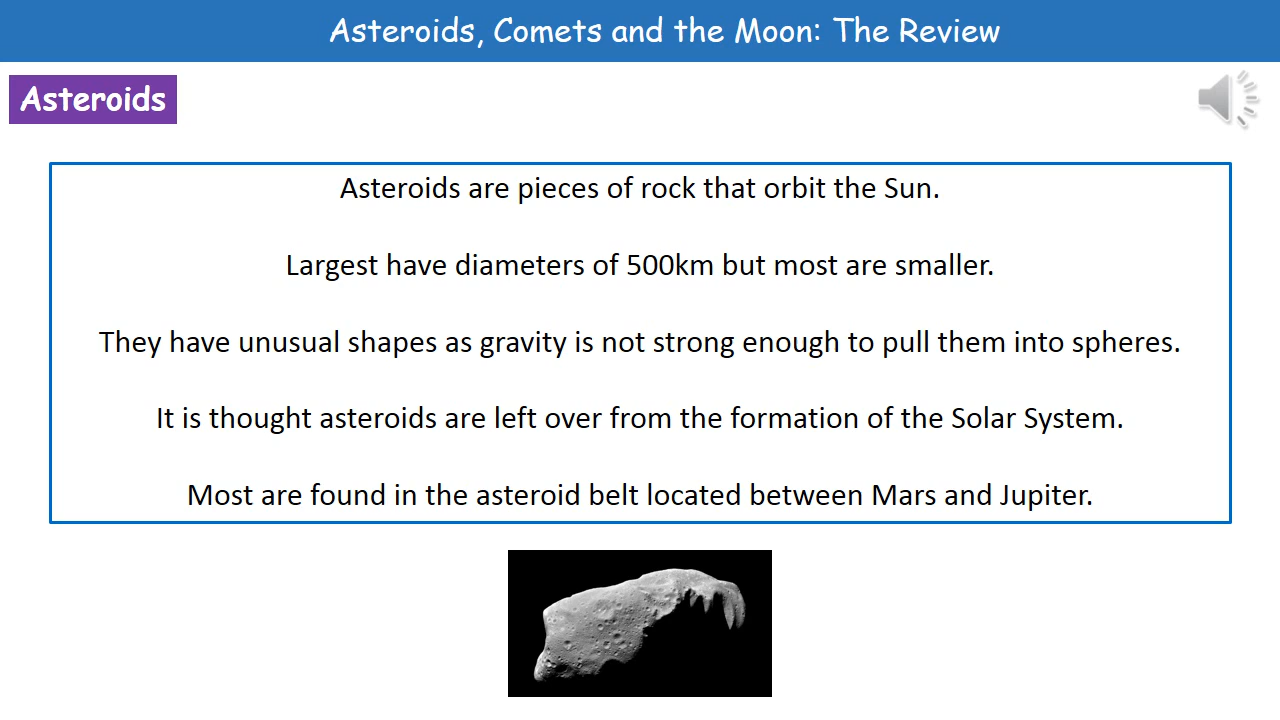 Asteroids, Comets and the Moon: The Review
Asteroids
Asteroids are pieces of rock that orbit the Sun.
Largest have diameters of 500km but most are smaller.
They have unusual shapes as gravity is not strong enough to pull them into spheres.
It is thought asteroids are left over from the formation of the Solar System.
Most are found in the asteroid belt located between Mars and Jupiter.